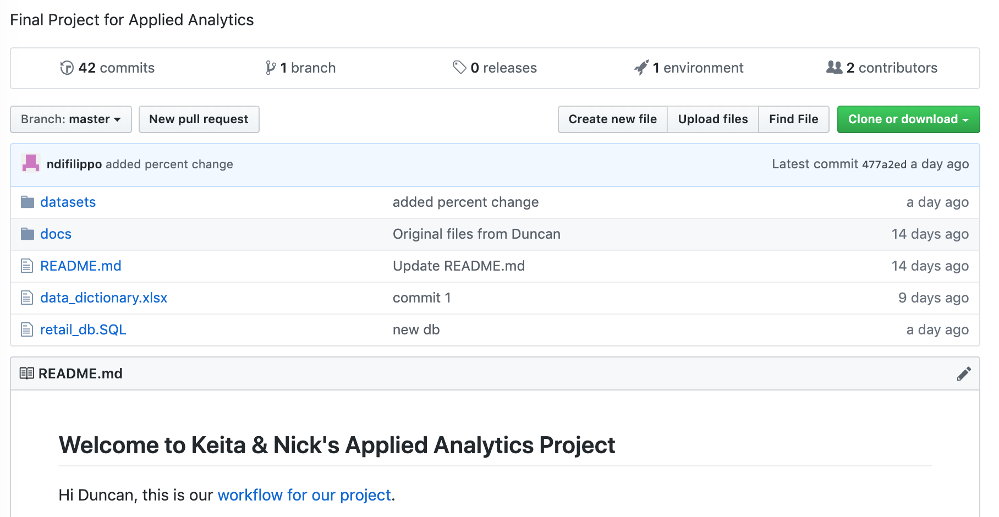 Final Project for Applied Analytics
42 commits 1 branch 0 releases 1 environment 2 contributors
Branch: master New pull request Create new file Upload files Find File Clone or download
ndifilippo added percent change Latest commit 477a2ed a day ago
datasets added percent change a day ago
docs Original files from Duncan 14 days ago
README.md Update README.md 14 days ago
data_dictionary.xlsx commit 1 9 days ago
retail_db.SQL new db a day ago
README.md
Welcome to Keita & Nick's Applied Analytics Project
Hi Duncan, this is our workflow for our project.